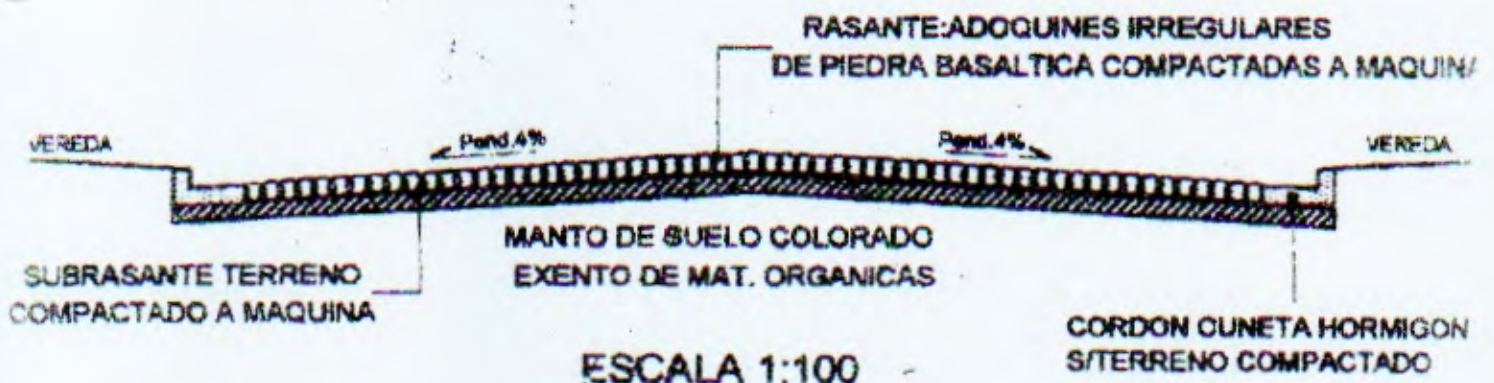 RASANTE:ADOQUINES IRREGULARES
DE PIEDRA BASALTICA COMPACTADAS A MAQUINA
VEREDA
Pend.4%
Pend.4%
VEREDA
MANTO DE SUELO COLORADO
EXENTO DE MAT. ORGANICAS
SUBRASANTE TERRENO
COMPACTADO A MAQUINA
CORDON CUNETA HORMIGON
S/TERRENO COMPACTADO
ESCALA 1:100